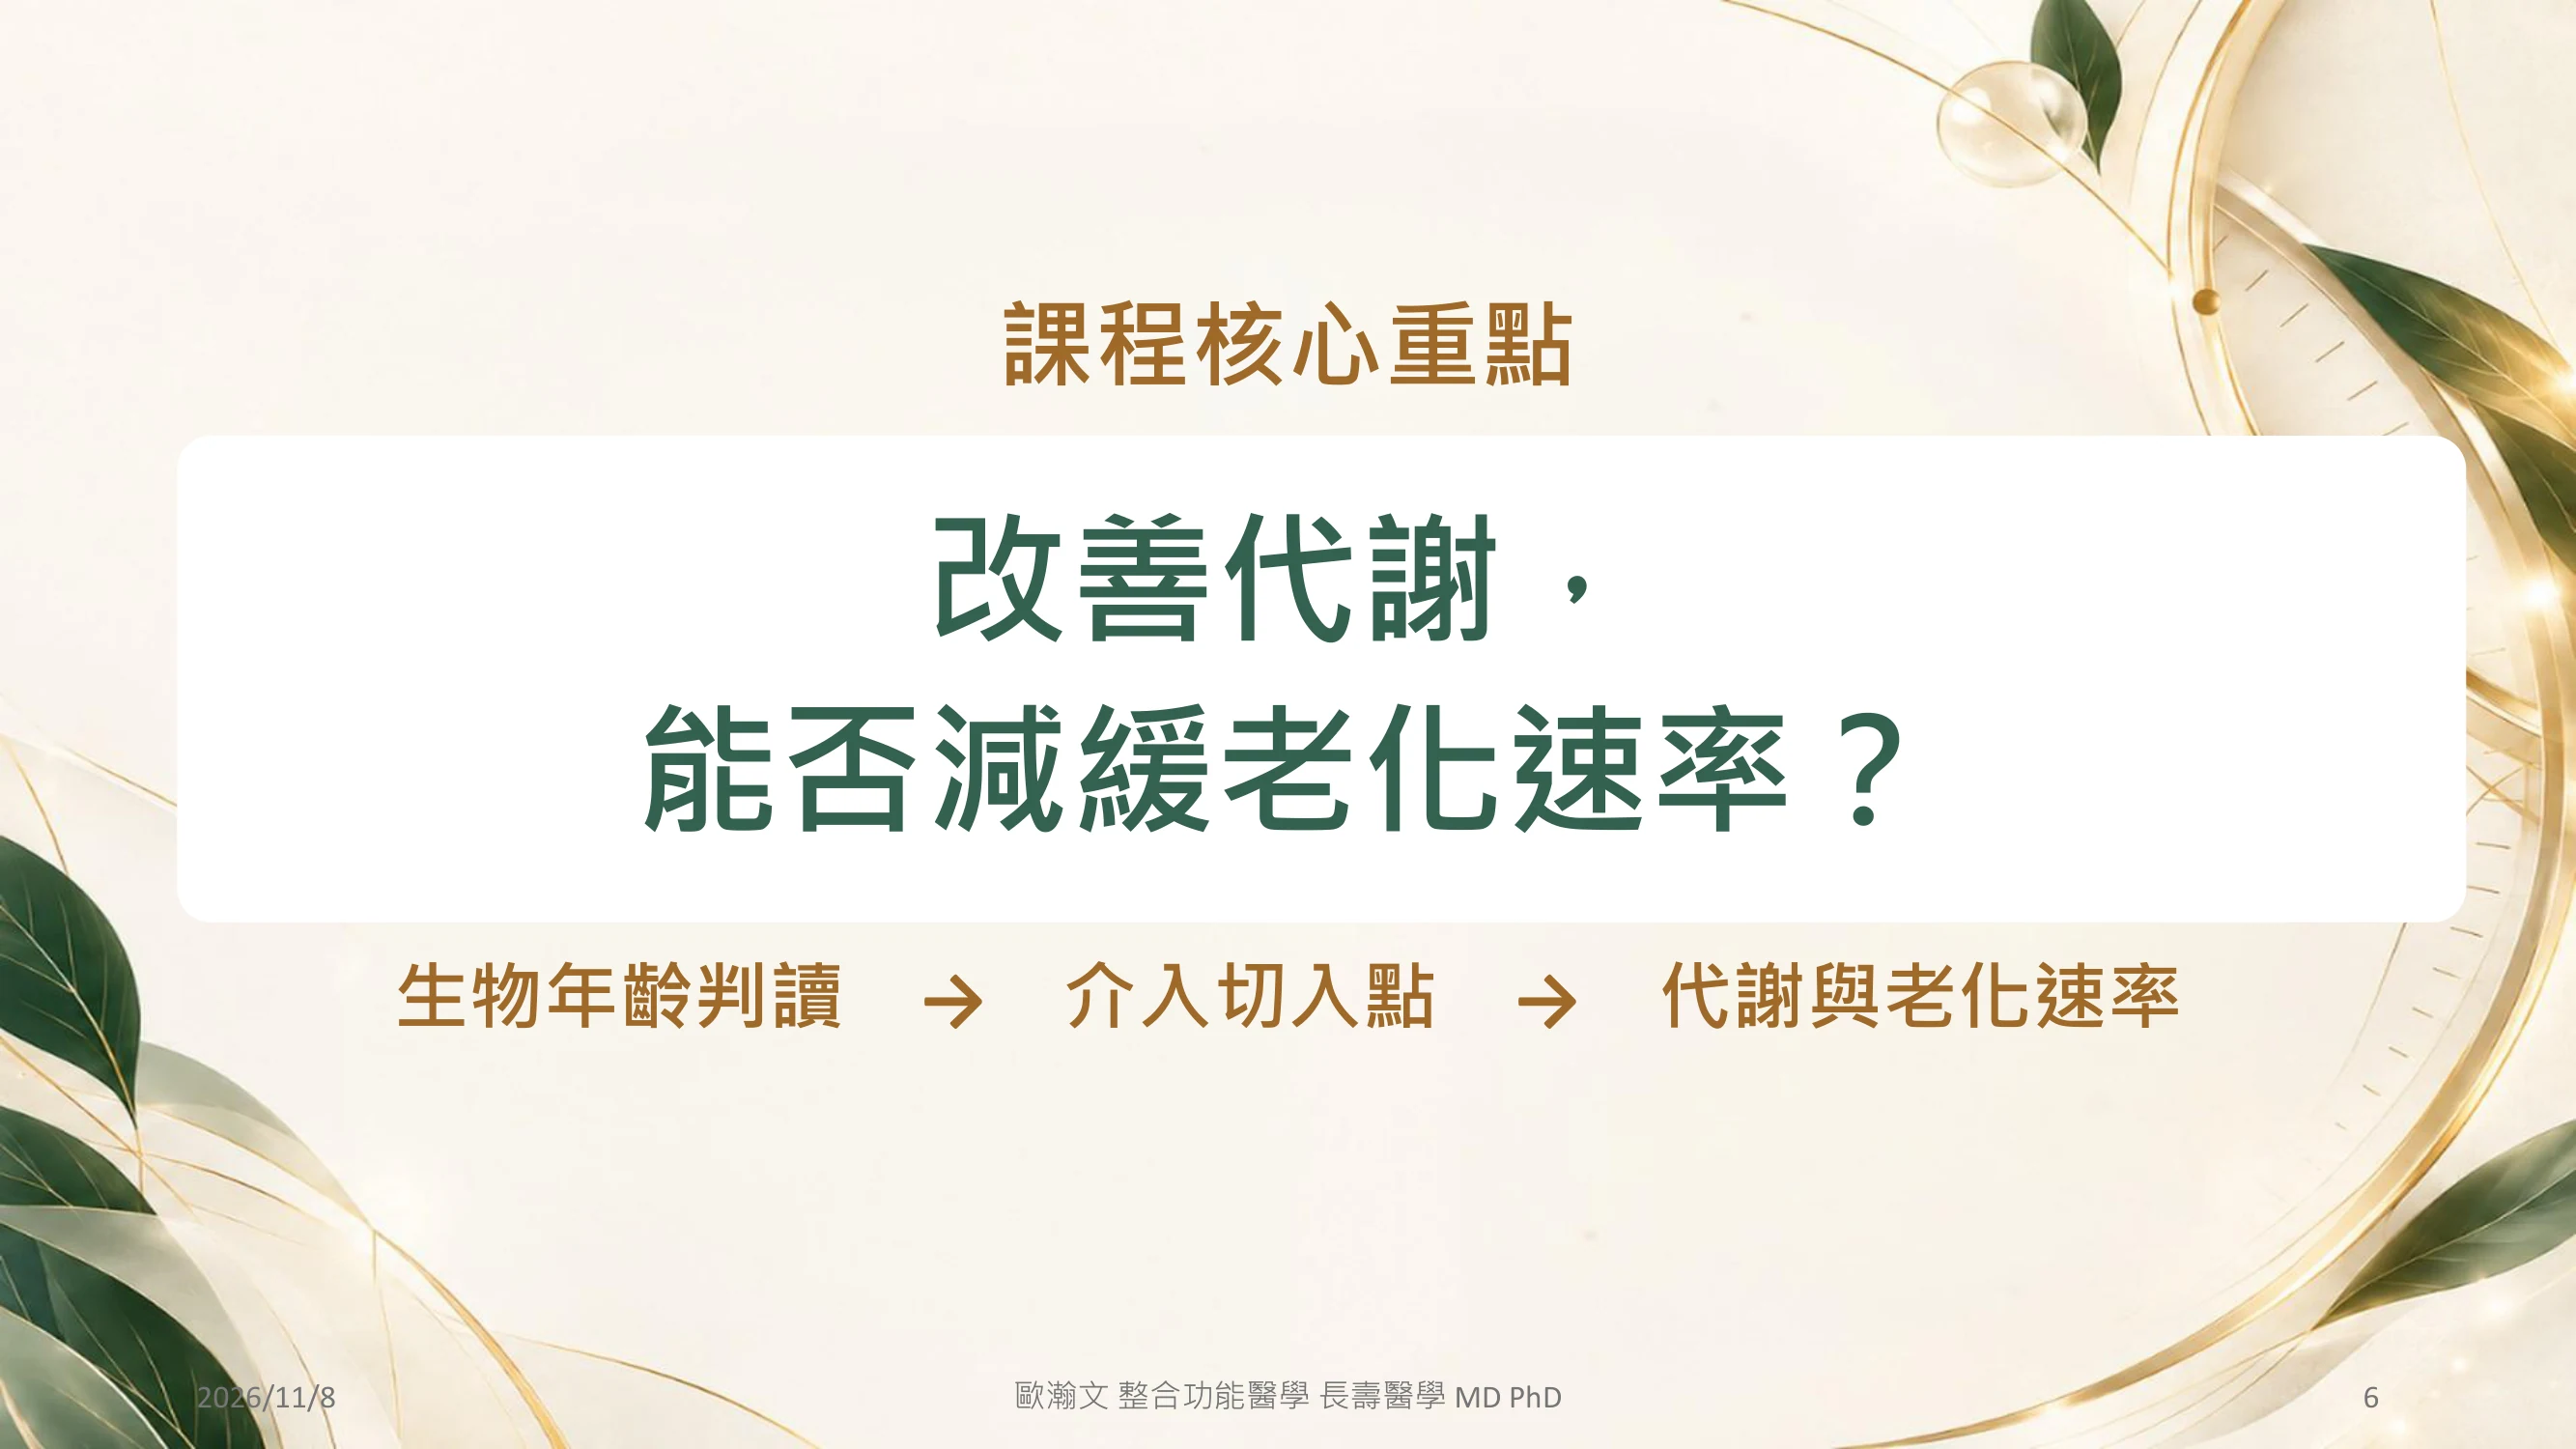 課程核心重點
改善代謝，
能否減緩老化速率？
生物年齡判讀 → 介入切入點 → 代謝與老化速率
2026/11/8 歐瀚文 整合功能醫學 長壽醫學 MD PhD 6